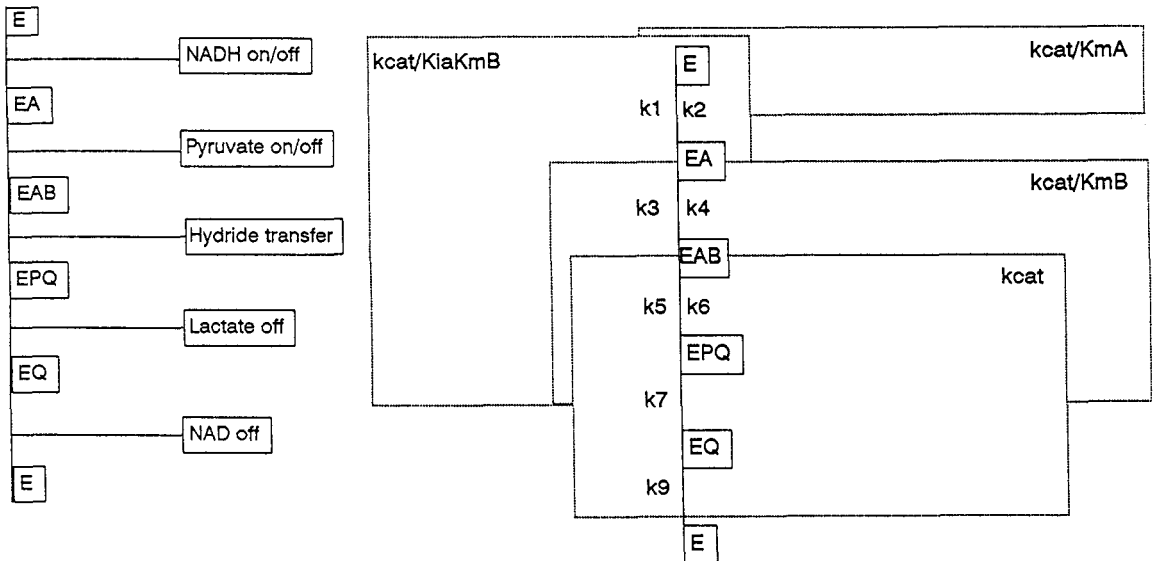 E
NADH on/off
EA
Pyruvate on/off
EAB
Hydride transfer
EPQ
Lactate off
EQ
NAD off
E
kcat/KiaKmB
kcat/KmA
E
k1 k2
EA
kcat/KmB
k3 k4
EAB
kcat
k5 k6
EPQ
k7
EQ
k9
E